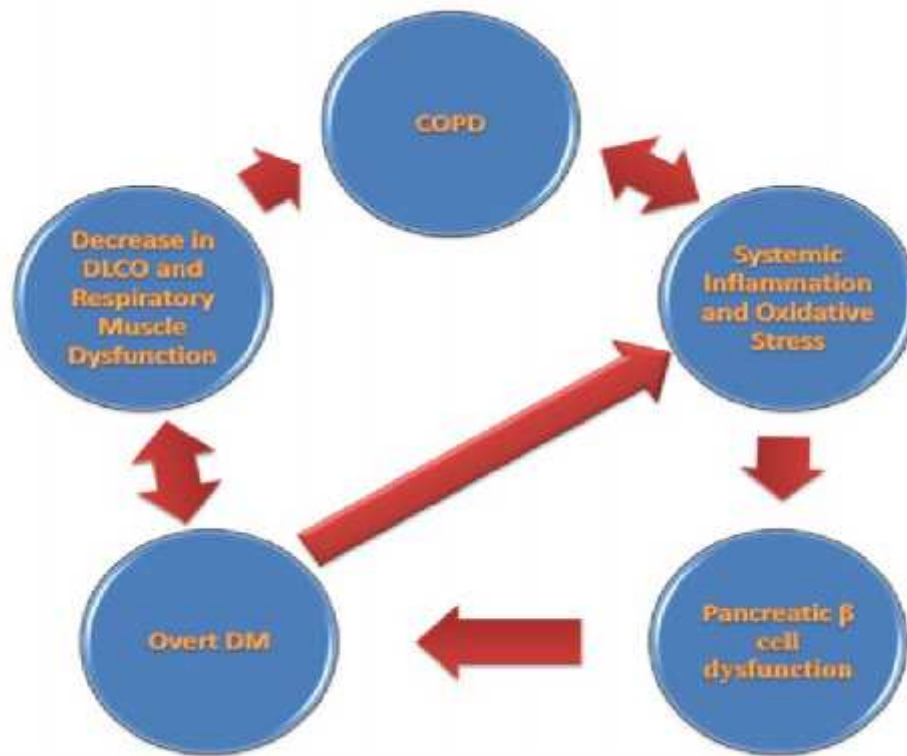 COPD
Decrease in
DLCO and
Respiratory
Muscle
Dysfunction
Systemic
Inflammation
and Oxidative
Stress
Overt DM
Pancreatic β
cell
dysfunction